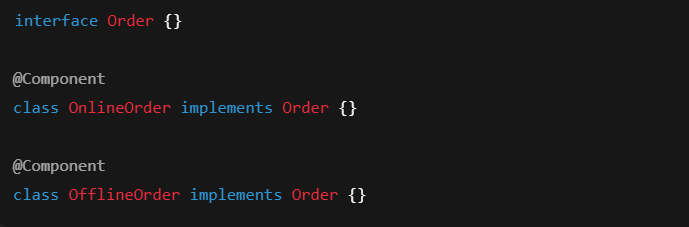 interface Order {}
@Component
class OnlineOrder implements Order {}
@Component
class OfflineOrder implements Order {}